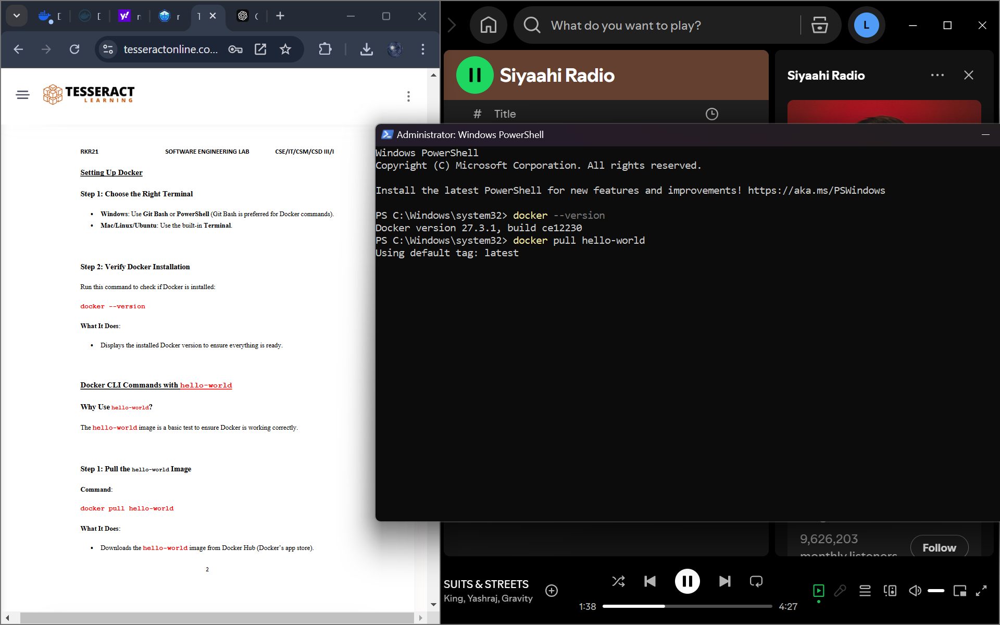 tesseractonline.co...
TESSERACT
LEARNING
RKR21 SOFTWARE ENGINEERING LAB CSE/IT/CSM/CSD III/I
Setting Up Docker
Step 1: Choose the Right Terminal
• Windows: Use Git Bash or PowerShell (Git Bash is preferred for Docker commands).
• Mac/Linux/Ubuntu: Use the built-in Terminal.
Step 2: Verify Docker Installation
Run this command to check if Docker is installed:
docker --version
What It Does:
• Displays the installed Docker version to ensure everything is ready.
Docker CLI Commands with hello-world
Why Use hello-world?
The hello-world image is a basic test to ensure Docker is working correctly.
Step 1: Pull the hello-world Image
Command:
docker pull hello-world
What It Does:
• Downloads the hello-world image from Docker Hub (Docker's app store).
2
What do you want to play?
L
Siyaahi Radio
# Title
Siyaahi Radio
Administrator: Windows PowerShell
Windows PowerShell
Copyright (C) Microsoft Corporation. All rights reserved.
Install the latest PowerShell for new features and improvements! https://aka.ms/PSWindows
PS C:\Windows\system32> docker --version
Docker version 27.3.1, build ce12230
PS C:\Windows\system32> docker pull hello-world
Using default tag: latest
9,626,203
monthly listeners
Follow
SUITS & STREETS
King, Yashraj, Gravity
1:38
4:27